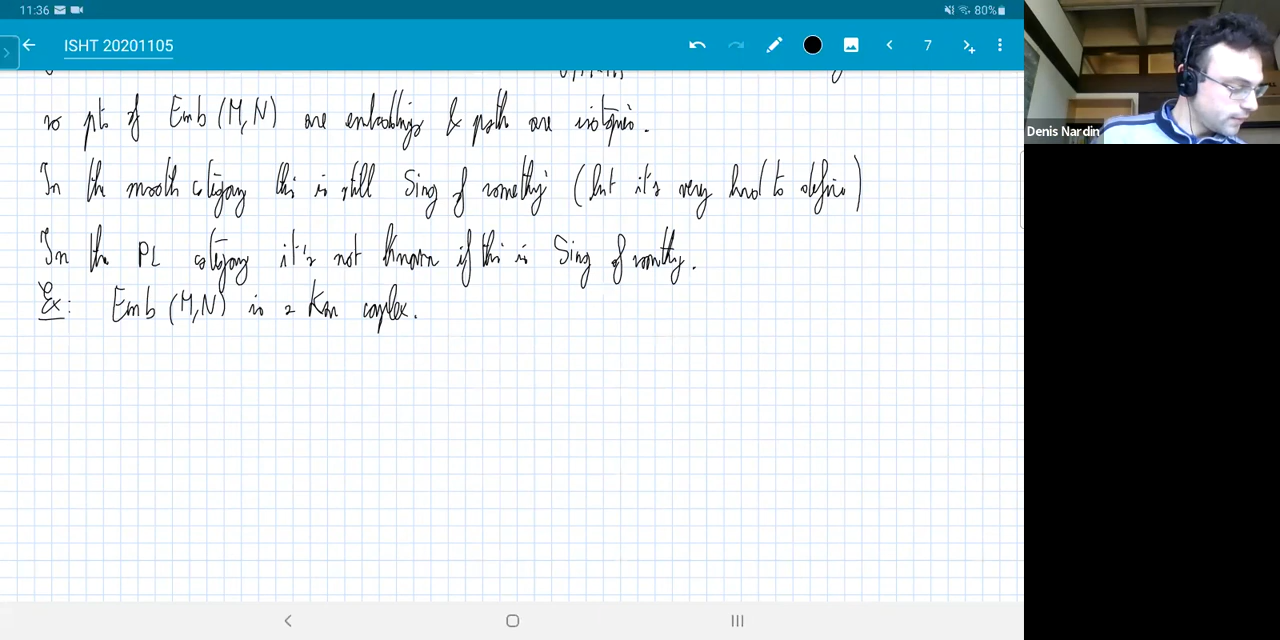 11:36 80%
ISHT 20201105 7
so pts of Emb (M,N) are embeddings & paths are isotopies.
Denis Nardin
In the smooth category this is still Sing of something (but it's very hard to define)
In the PL category it's not known if this is Sing of something.
Ex: Emb (M,N) is a Kan complex.